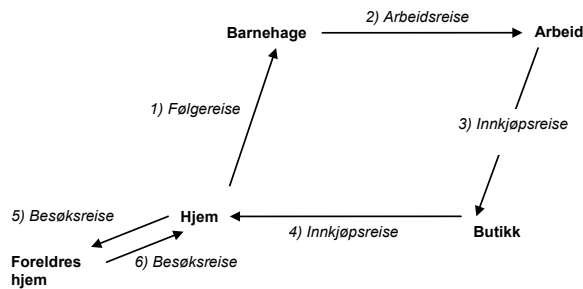 2) Arbeidsreise
Barnehage
Arbeid
1) Følgereise
3) Innkjøpsreise
5) Besøksreise
Hjem
4) Innkjøpsreise
Butikk
Foreldres
hjem
6) Besøksreise